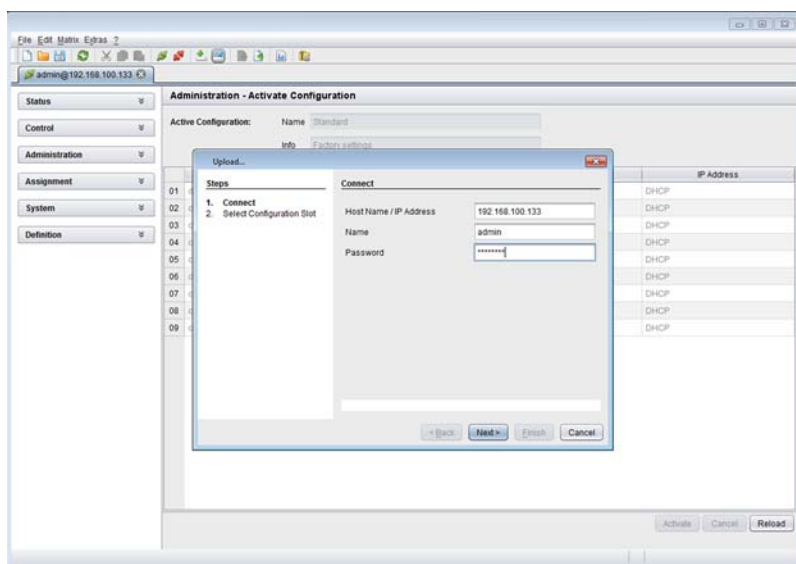 File Edit Matrix Extras ?
admin@192.168.100.133
Status
Control
Administration
Assignment
System
Definition
Administration - Activate Configuration
Active Configuration: Name Standard
Info Factory settings
IP Address
01 DHCP
02 DHCP
03 DHCP
04 DHCP
05 DHCP
06 DHCP
07 DHCP
08 DHCP
09 DHCP
Upload...
Steps
1. Connect
2. Select Configuration Slot
Connect
Host Name / IP Address 192.168.100.133
Name admin
Password ********
< Back Next > Finish Cancel
Activate Cancel Reload